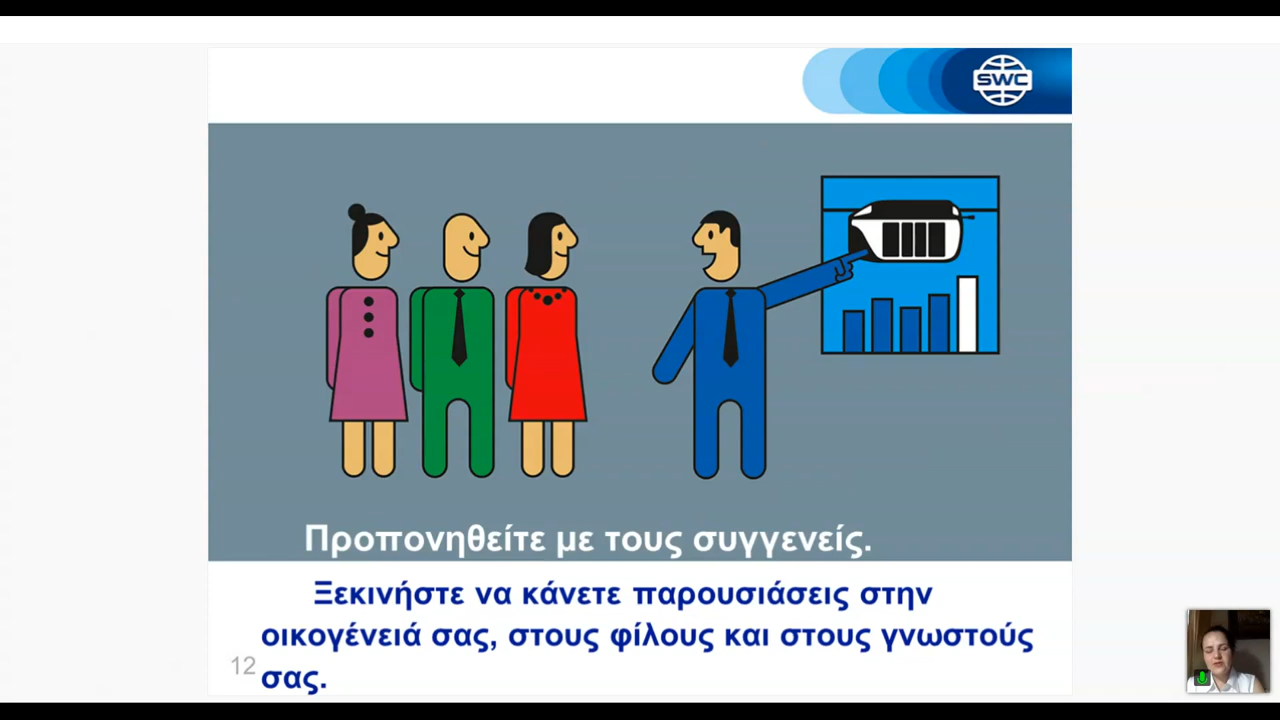 SWC
Προπονηθείτε με τους συγγενείς.
Ξεκινήστε να κάνετε παρουσιάσεις στην
οικογένειά σας, στους φίλους και στους γνωστούς
12 σας.